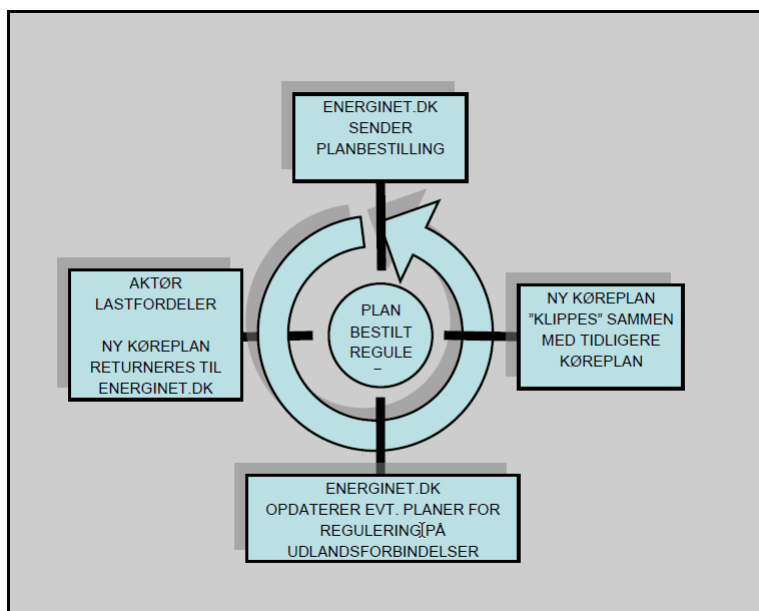 ENERGINET.DK
SENDER
PLANBESTILLING
AKTØR
LASTFORDELER
NY KØREPLAN
RETURNERES TIL
ENERGINET.DK
PLAN
BESTILT
REGULE
–
NY KØREPLAN
”KLIPPES” SAMMEN
MED TIDLIGERE
KØREPLAN
ENERGINET.DK
OPDATERER EVT. PLANER FOR
REGULERING PÅ
UDLANDSFORBINDELSER